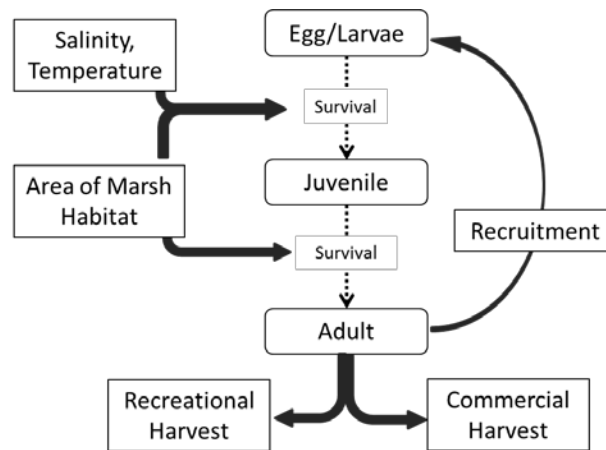 Salinity,
Temperature
Egg/Larvae
Survival
Area of Marsh
Habitat
Juvenile
Recruitment
Survival
Adult
Recreational
Harvest
Commercial
Harvest